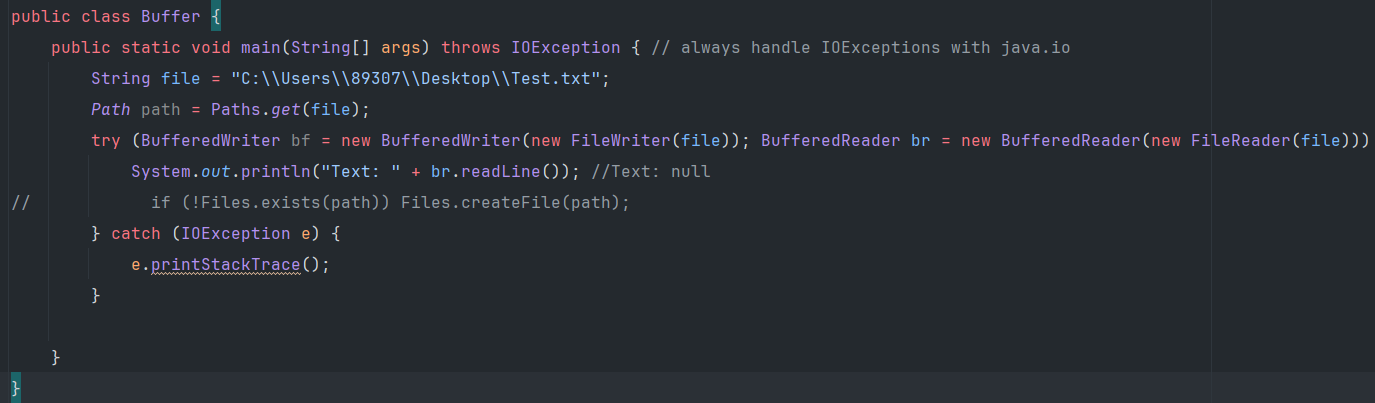 public class Buffer {
    public static void main(String[] args) throws IOException { // always handle IOExceptions with java.io
        String file = "C:\\Users\\89307\\Desktop\\Test.txt";
        Path path = Paths.get(file);
        try (BufferedWriter bf = new BufferedWriter(new FileWriter(file)); BufferedReader br = new BufferedReader(new FileReader(file)))
            System.out.println("Text: " + br.readLine()); //Text: null
//            if (!Files.exists(path)) Files.createFile(path);
        } catch (IOException e) {
            e.printStackTrace();
        }
    }
}